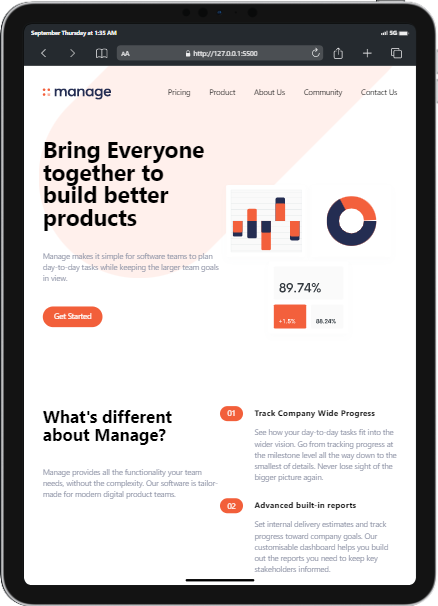 September Thursday at 1:35 AM
5G
AA
http://127.0.0.1:5500
manage
Pricing
Product
About Us
Community
Contact Us
Bring Everyone
together to
build better
products
Manage makes it simple for software teams to plan
day-to-day tasks while keeping the larger team goals
in view.
Get Started
89.74%
+1.5%
88.24%
What's different
about Manage?
Manage provides all the functionality your team
needs, without the complexity. Our software is tailor-
made for modern digital product teams.
01
Track Company Wide Progress
See how your day-to-day tasks fit into the
wider vision. Go from tracking progress at
the milestone level all the way down to the
smallest of details. Never lose sight of the
bigger picture again.
02
Advanced built-in reports
Set internal delivery estimates and track
progress toward company goals. Our
customisable dashboard helps you build
out the reports you need to keep key
stakeholders informed.